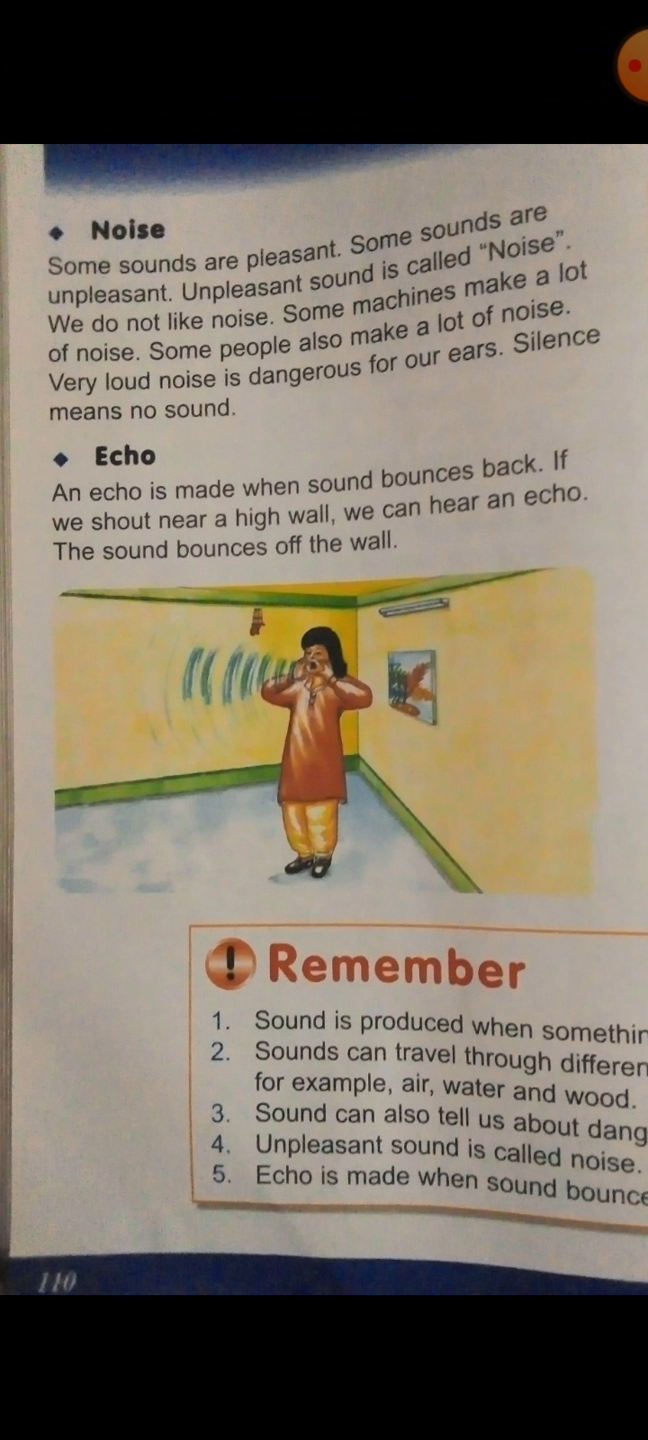 Noise
Some sounds are pleasant. Some sounds are
unpleasant. Unpleasant sound is called “Noise”.
We do not like noise. Some machines make a lot
of noise. Some people also make a lot of noise.
Very loud noise is dangerous for our ears. Silence
means no sound.
Echo
An echo is made when sound bounces back. If
we shout near a high wall, we can hear an echo.
The sound bounces off the wall.
! Remember
1. Sound is produced when
2. Sounds can travel through
for example, air, water and wood.
3. Sound can also tell us about
4. Unpleasant sound is called noise.
5. Echo is made when sound
110